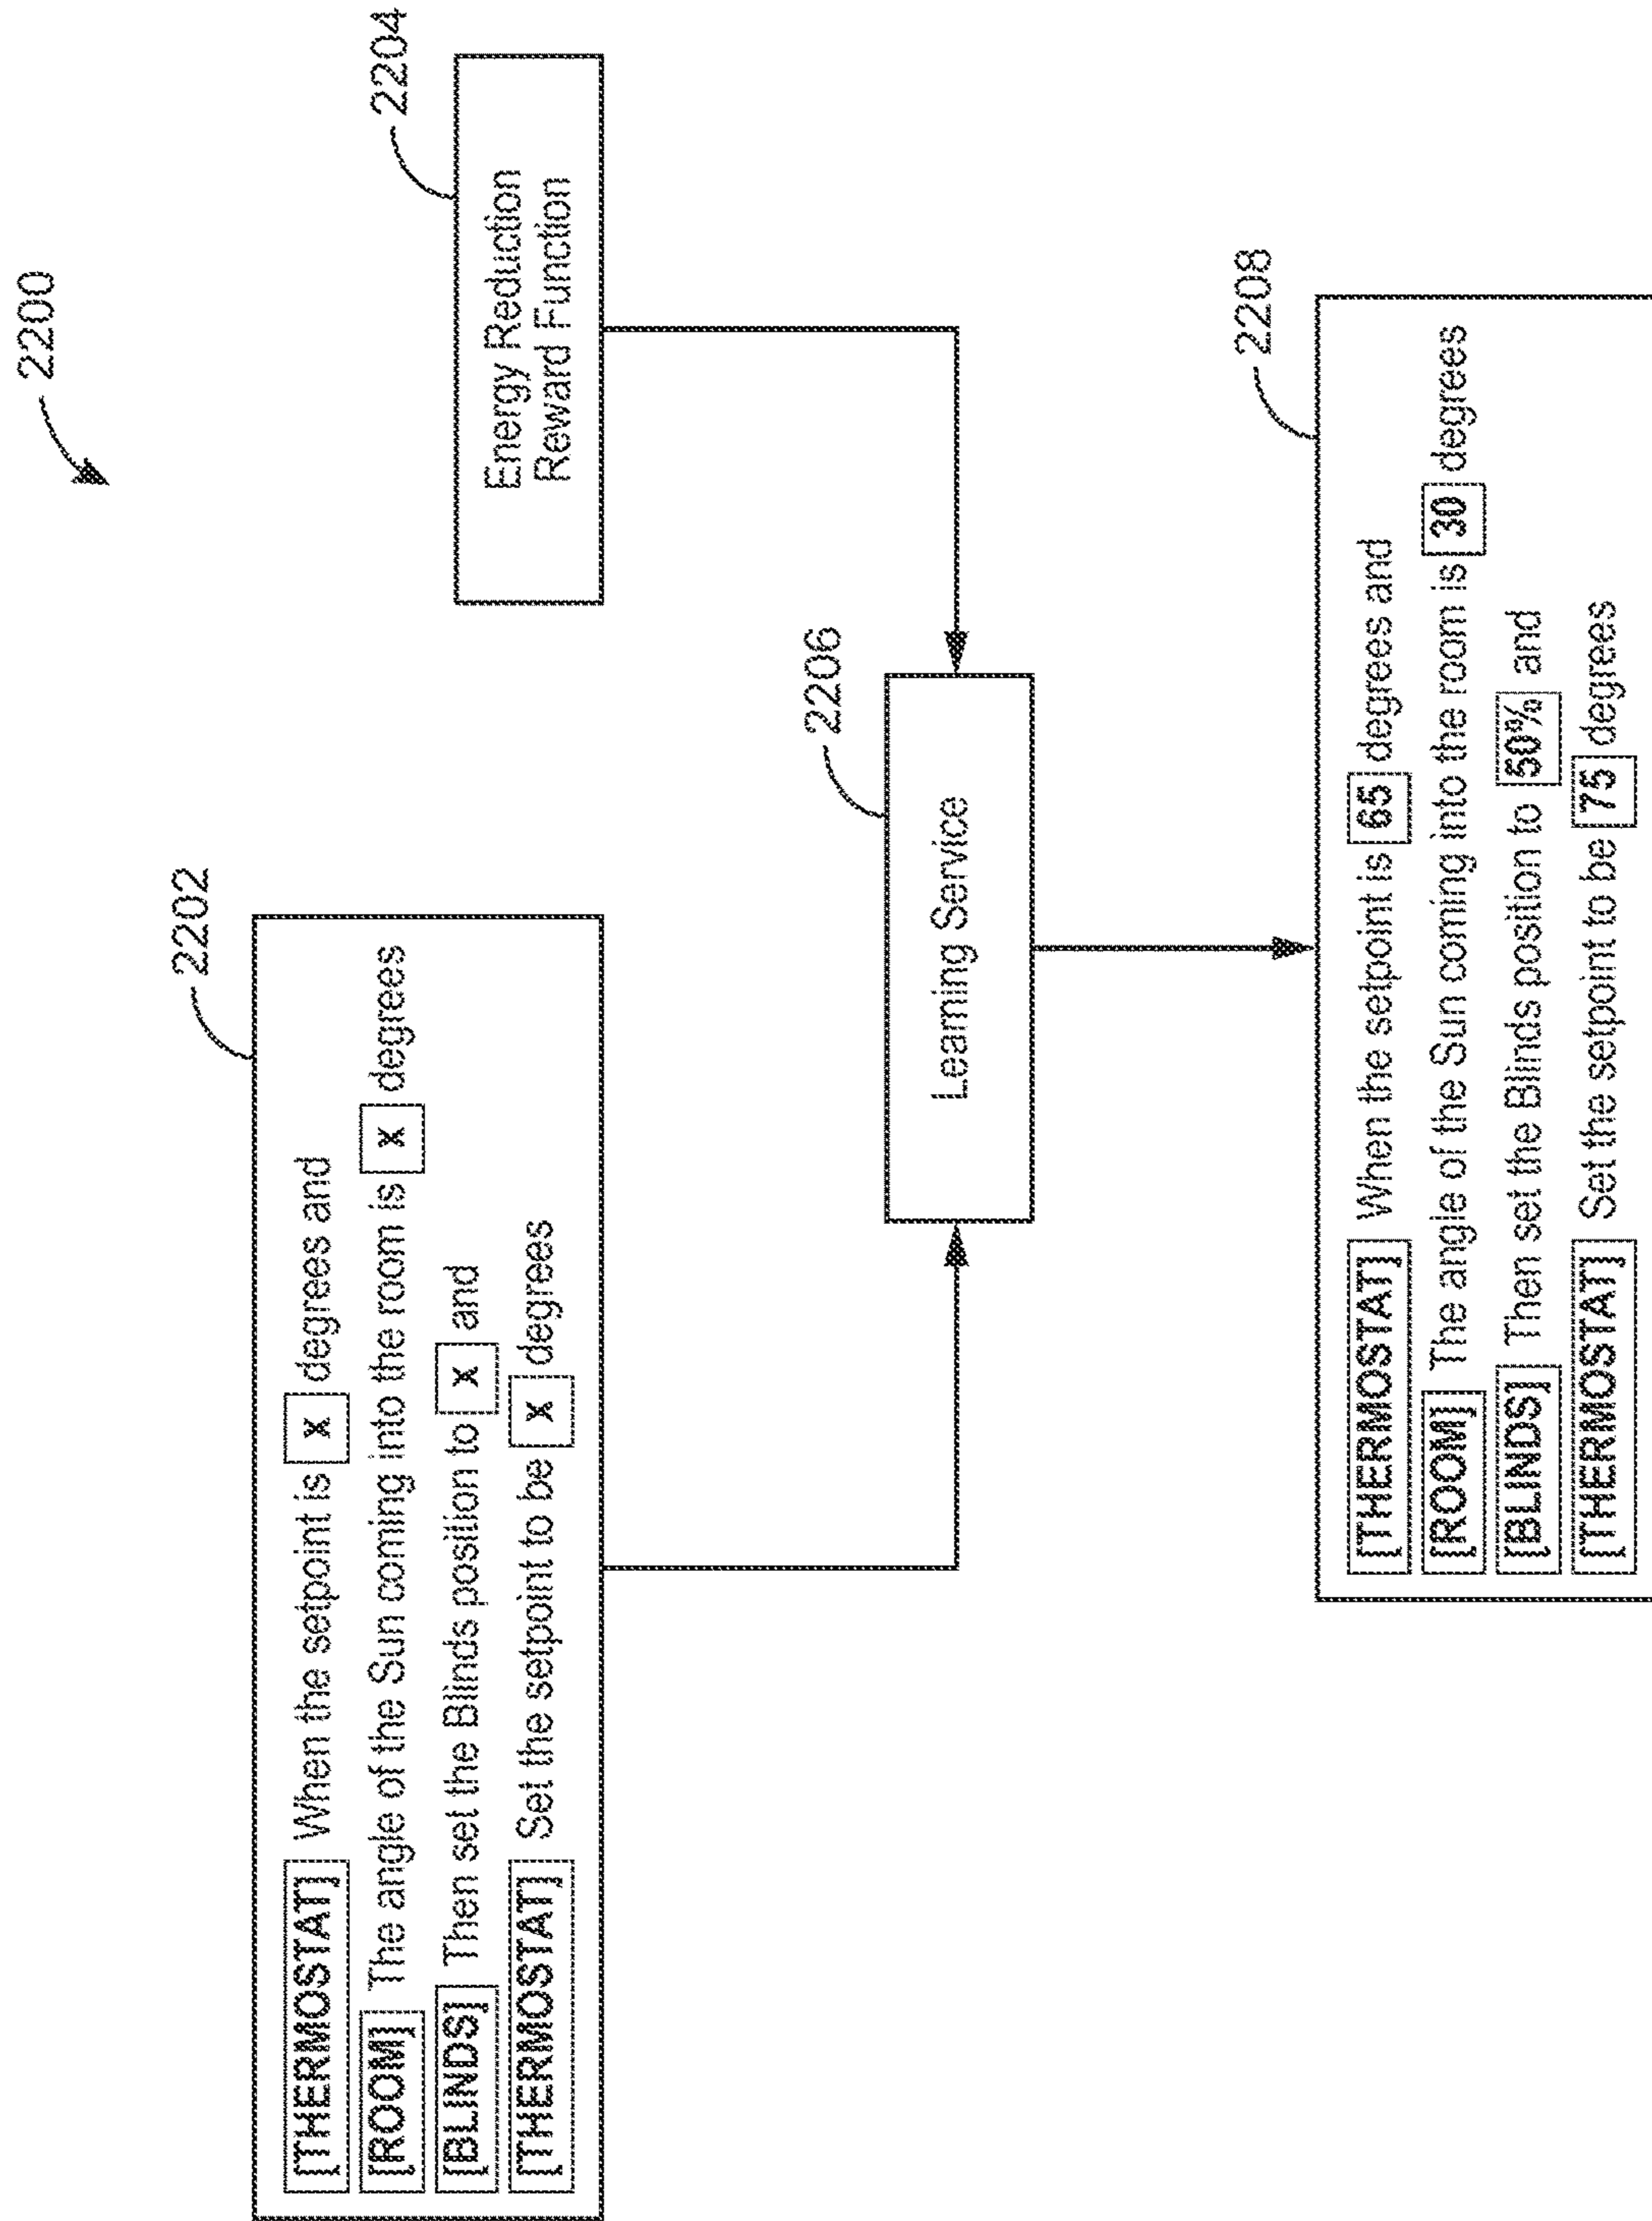 2200
2202
[THERMOSTAT] When the setpoint is x degrees and
[ROOM] The angle of the Sun coming into the room is x degrees
[BLINDS] Then set the Blinds position to x and
[THERMOSTAT] Set the setpoint to be x degrees
2204
Energy Reduction
Reward Function
2206
Learning Service
2208
[THERMOSTAT] When the setpoint is 65 degrees and
[ROOM] The angle of the Sun coming into the room is 30 degrees
[BLINDS] Then set the Blinds position to 50% and
[THERMOSTAT] Set the setpoint to be 75 degrees